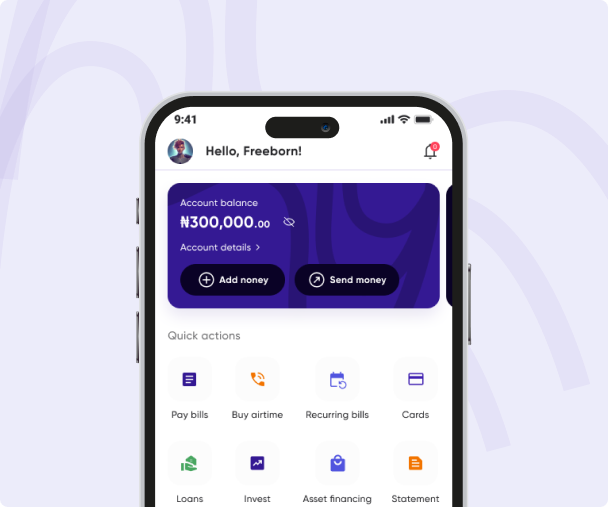 9:41
Hello, Freeborn!
Account balance
₦300,000.00
Account details >
Add noney
Send money
Quick actions
Pay bills
Buy airtime
Recurring bills
Cards
Loans
Invest
Asset financing
Statement